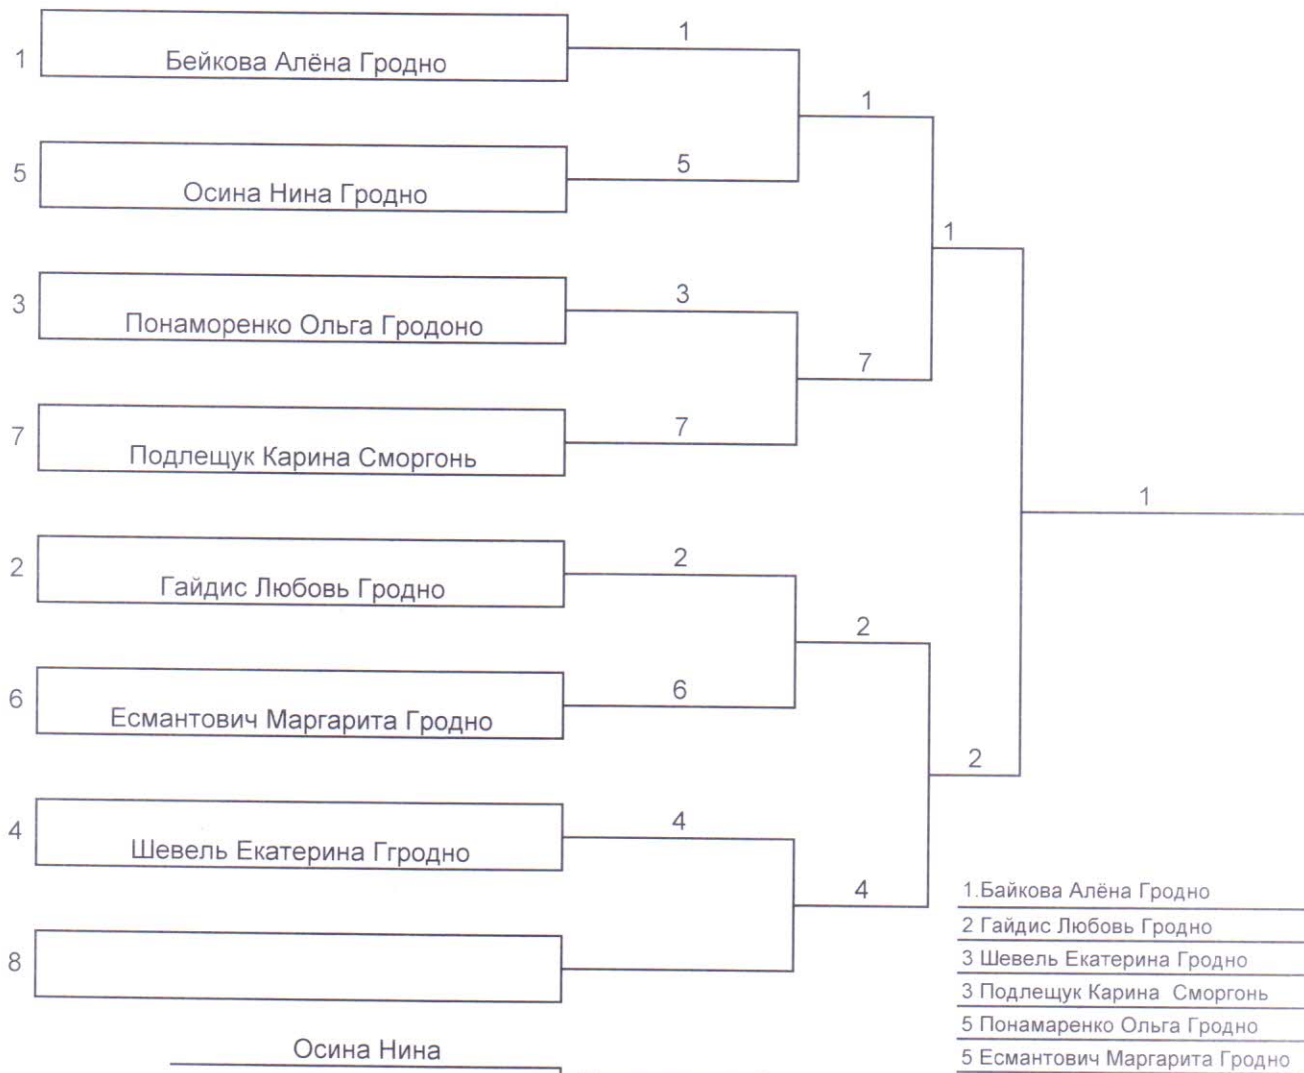 1
1 Бейкова Алёна Гродно
1
5 Осина Нина Гродно
5
1
3 Понаморенко Ольга Гродоно
3
7
7 Подлещук Карина Сморгонь
7
1
2 Гайдис Любовь Гродно
2
2
6 Есмантович Маргарита Гродно
6
2
4 Шевель Екатерина Ггродно
4
4
8
1.Байкова Алёна Гродно
2 Гайдис Любовь Гродно
3 Шевель Екатерина Гродно
3 Подлещук Карина Сморгонь
5 Понамаренко Ольга Гродно
5 Есмантович Маргарита Гродно
Осина Нина